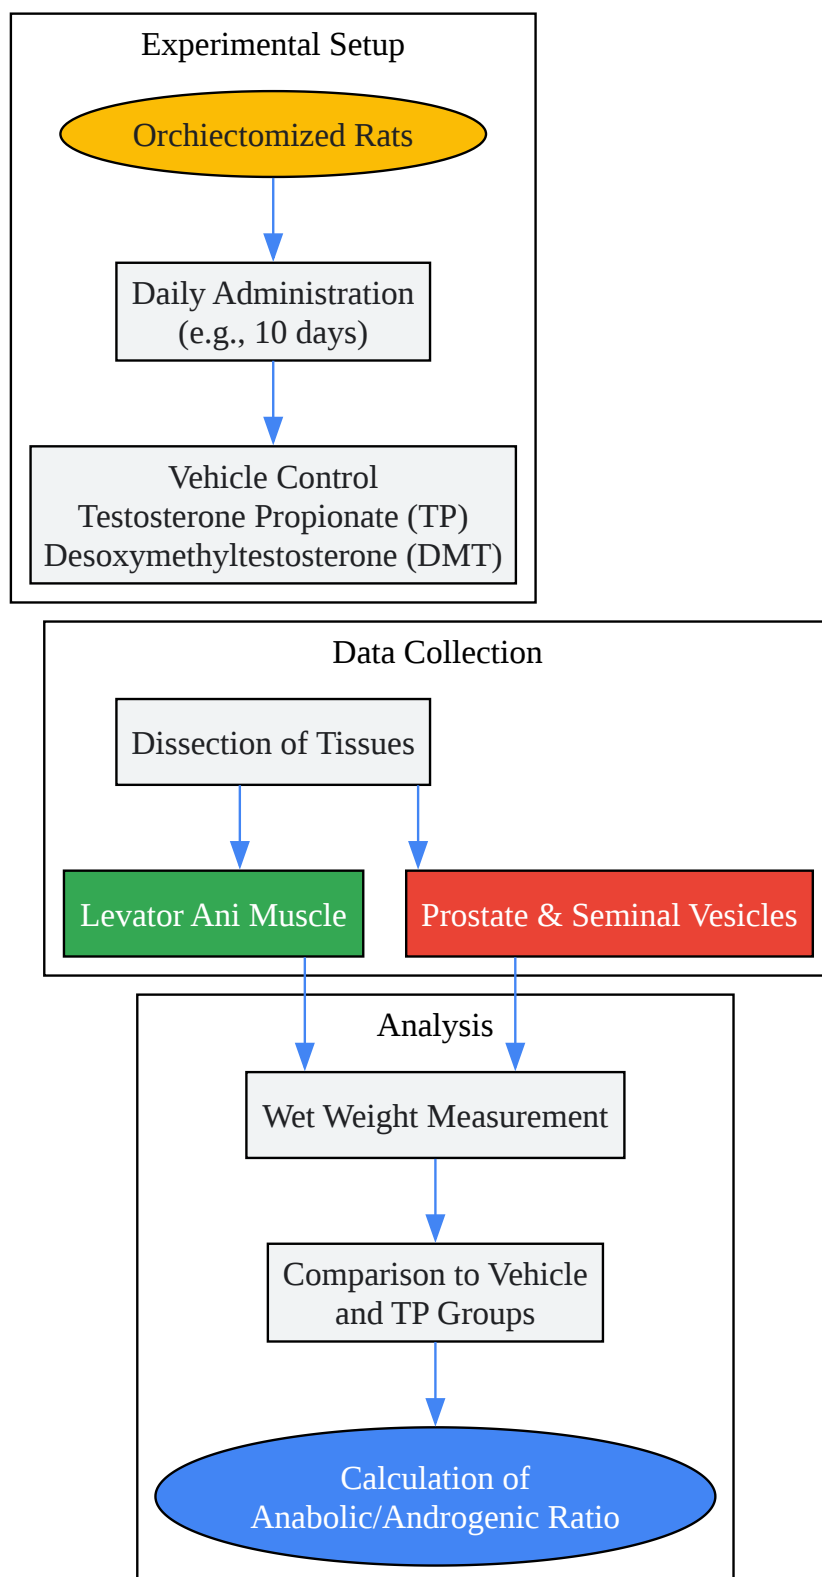 Experimental Setup
Orchiectomized Rats
Daily Administration
(e.g., 10 days)
Vehicle Control
Testosterone Propionate (TP)
Desoxymethyltestosterone (DMT)
Data Collection
Dissection of Tissues
Levator Ani Muscle
Prostate & Seminal Vesicles
Analysis
Wet Weight Measurement
Comparison to Vehicle
and TP Groups
Calculation of
Anabolic/Androgenic Ratio